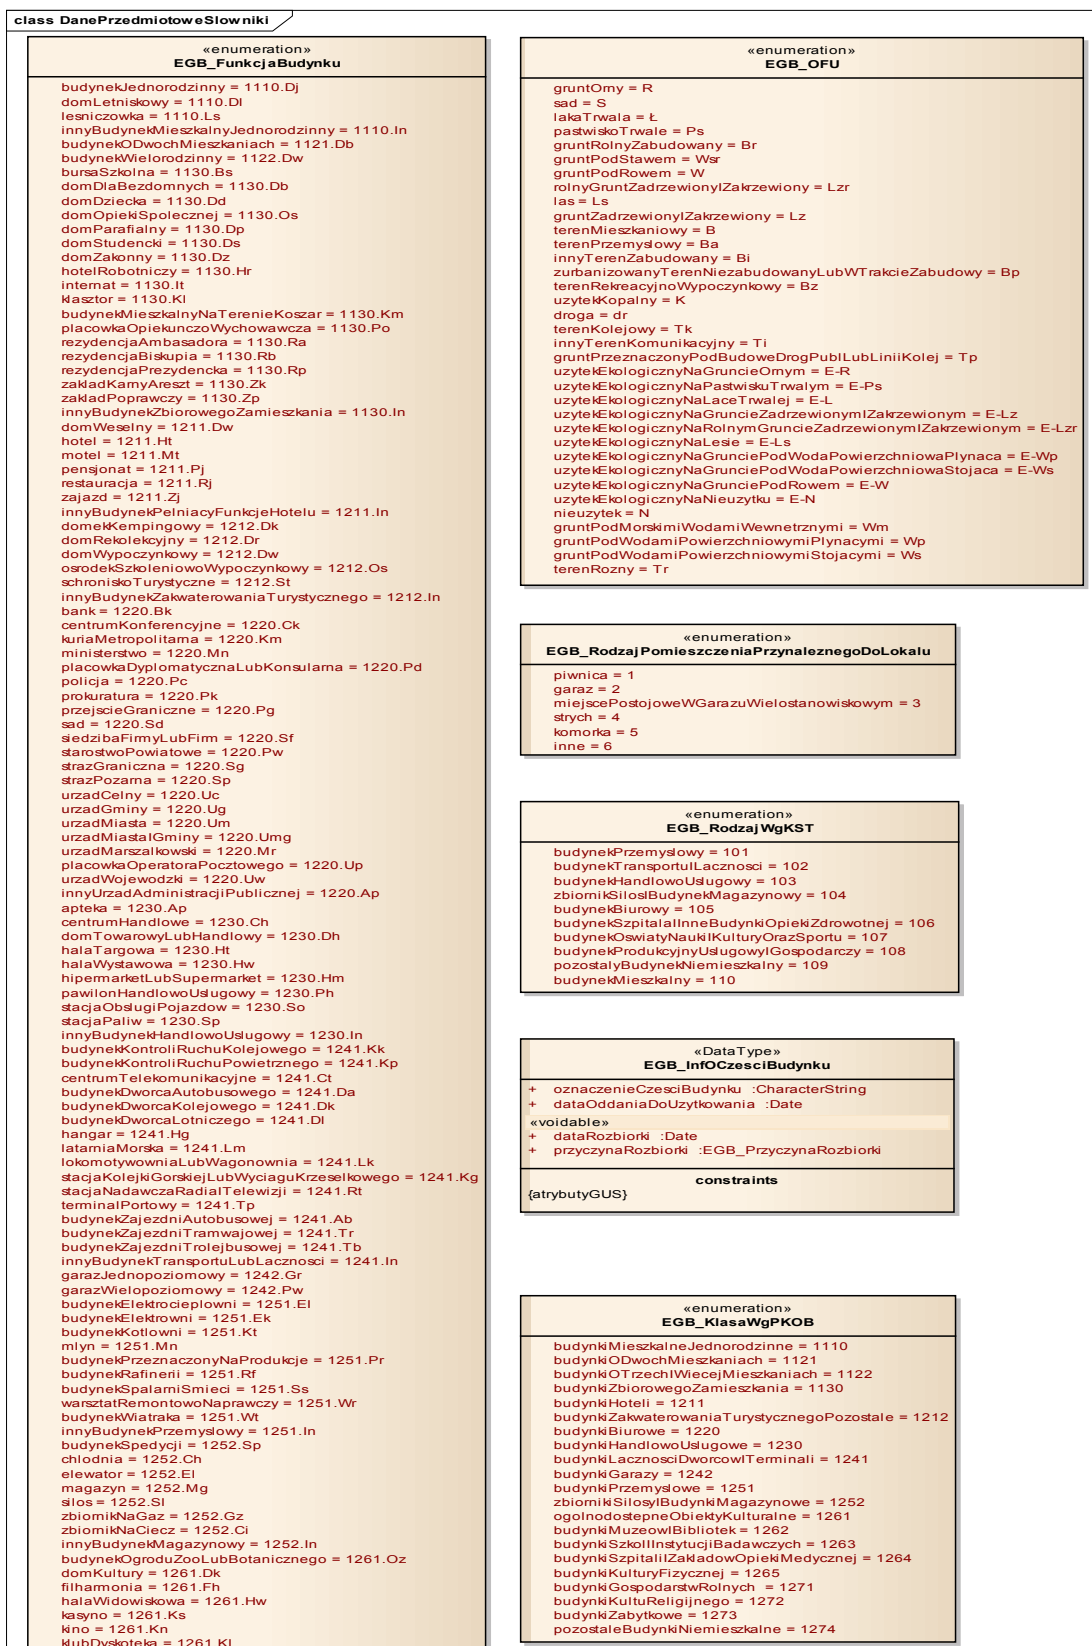 class DanePrzedmiotoweSlowniki
«enumeration»
EGB_FunkcjaBudynku
budynekJednorodzinny = 1110.Dj
domLetniskowy = 1110.Dl
lesniczowka = 1110.Ls
innyBudynekMieszkalnyJednorodzinny = 1110.In
budynekODwochMieszkaniach = 1121.Db
budynekWielorodzinny = 1122.Dw
bursaSzkolna = 1130.Bs
domDlaBezdomnych = 1130.Db
domDziecka = 1130.Dd
domOpiekiSpolecznej = 1130.Os
domParafialny = 1130.Dp
domStudencki = 1130.Ds
domZakonny = 1130.Dz
hotelRobotniczy = 1130.Hr
internat = 1130.It
klasztor = 1130.Kl
budynekMieszkalnyNaTerenieKoszar = 1130.Km
placowkaOpiekunczoWychowawcza = 1130.Po
rezydencjaAmbasadora = 1130.Ra
rezydencjaBiskupia = 1130.Rb
rezydencjaPrezydencka = 1130.Rp
zakladKarnyAreszt = 1130.Zk
zakladPoprawczy = 1130.Zp
innyBudynekZbiorowegoZamieszkania = 1130.In
domWeselny = 1211.Dw
hotel = 1211.Ht
motel = 1211.Mt
pensjonat = 1211.Pj
restauracja = 1211.Rj
zajazd = 1211.Zj
innyBudynekPelniacyFunkcjeHotelu = 1211.In
domekKempingowy = 1212.Dk
domRekolekcyjny = 1212.Dr
domWypoczynkowy = 1212.Dw
osrodekSzkoleniowoWypoczynkowy = 1212.Os
schroniskoTurystyczne = 1212.St
innyBudynekZakwaterowaniaTurystycznego = 1212.In
bank = 1220.Bk
centrumKonferencyjne = 1220.Ck
kuriaMetropolitarna = 1220.Km
ministerstwo = 1220.Mn
placowkaDyplomatycznaLubKonsularna = 1220.Pd
policja = 1220.Pc
prokuratura = 1220.Pk
przejscieGraniczne = 1220.Pg
sad = 1220.Sd
siedzibaFirmyLubFirm = 1220.Sf
starostwoPowiatowe = 1220.Pw
strazGraniczna = 1220.Sg
strazPozarna = 1220.Sp
urzadCelny = 1220.Uc
urzadGminy = 1220.Ug
urzadMiasta = 1220.Um
urzadMiastaIGminy = 1220.Umg
urzadMarszalkowski = 1220.Mr
placowkaOperatoraPocztowego = 1220.Up
urzadWojewodzki = 1220.Uw
innyUrzadAdministracjiPublicznej = 1220.Ap
apteka = 1230.Ap
centrumHandlowe = 1230.Ch
domTowarowyLubHandlowy = 1230.Dh
halaTargowa = 1230.Ht
halaWystawowa = 1230.Hw
hipermarketLubSupermarket = 1230.Hm
pawilonHandlowoUslugowy = 1230.Ph
stacjaObslugiPojazdow = 1230.So
stacjaPaliw = 1230.Sp
innyBudynekHandlowoUslugowy = 1230.In
budynekKontroliRuchuKolejowego = 1241.Kk
budynekKontroliRuchuPowietrznego = 1241.Kp
centrumTelekomunikacyjne = 1241.Ct
budynekDworcaAutobusowego = 1241.Da
budynekDworcaKolejowego = 1241.Dk
budynekDworcaLotniczego = 1241.Dl
hangar = 1241.Hg
latarniaMorska = 1241.Lm
lokomotywowniaLubWagonownia = 1241.Lk
stacjaKolejkiGorskiejLubWyciaguKrzeselkowego = 1241.Kg
stacjaNadawczaRadiaITelewizji = 1241.Rt
terminalPortowy = 1241.Tp
budynekZajezdniAutobusowej = 1241.Ab
budynekZajezdniTramwajowej = 1241.Tr
budynekZajezdniTrolejbusowej = 1241.Tb
innyBudynekTransportuLubLacznosci = 1241.In
garazJednopoziomowy = 1242.Gr
garazWielopoziomowy = 1242.Pw
budynekElektrocieplowni = 1251.El
budynekElektrowni = 1251.Ek
budynekKotlowni = 1251.Kt
mlyn = 1251.Mn
budynekPrzeznaczonyNaProdukcje = 1251.Pr
budynekRafinerii = 1251.Rf
budynekSpalarniSmieci = 1251.Ss
warsztatRemontowoNaprawczy = 1251.Wr
budynekWiatraka = 1251.Wt
innyBudynekPrzemyslowy = 1251.In
budynekSpedycji = 1252.Sp
chlodnia = 1252.Ch
elewator = 1252.El
magazyn = 1252.Mg
silos = 1252.Sl
zbiornikNaGaz = 1252.Gz
zbiornikNaCiecz = 1252.Ci
innyBudynekMagazynowy = 1252.In
budynekOgroduZooLubBotanicznego = 1261.Oz
domKultury = 1261.Dk
filharmonia = 1261.Fh
halaWidowiskowa = 1261.Hw
kasyno = 1261.Ks
kino = 1261.Kn
klubDyskoteka = 1261.Kl
«enumeration»
EGB_OFU
gruntOrny = R
sad = S
lakaTrwala = Ł
pastwiskoTrwale = Ps
gruntRolnyZabudowany = Br
gruntPodStawem = Wsr
gruntPodRowem = W
rolnyGruntZadrzewionyIZakrzewiony = Lzr
las = Ls
gruntZadrzewionyIZakrzewiony = Lz
terenMieszkaniowy = B
terenPrzemyslowy = Ba
innyTerenZabudowany = Bi
zurbanizowanyTerenNiezabudowanyLubWTrakcieZabudowy = Bp
terenRekreacyjnoWypoczynkowy = Bz
uzytekKopalny = K
droga = dr
terenKolejowy = Tk
innyTerenKomunikacyjny = Ti
gruntPrzeznaczonyPodBudoweDrogPublLubLiniiKolej = Tp
uzytekEkologicznyNaGruncieOrnym = E-R
uzytekEkologicznyNaPastwiskuTrwalym = E-Ps
uzytekEkologicznyNaLaceTrwalej = E-L
uzytekEkologicznyNaGruncieZadrzewionymIZakrzewionym = E-Lz
uzytekEkologicznyNaRolnymGruncieZadrzewionymIZakrzewionym = E-Lzr
uzytekEkologicznyNaLesie = E-Ls
uzytekEkologicznyNaGruncie​PodWodaPowierzchniowaPlynaca = E-Wp
uzytekEkologicznyNaGrunciePodWodaPowierzchniowaStojaca = E-Ws
uzytekEkologicznyNaGrunciePodRowem = E-W
uzytekEkologicznyNaNieuzytku = E-N
nieuzytek = N
gruntPodMorskimiWodamiWewnetrznymi = Wm
gruntPodWodamiPowierzchniowymiPlynacymi = Wp
gruntPodWodamiPowierzchniowymiStojacymi = Ws
terenRozny = Tr
«enumeration»
EGB_RodzajPomieszczeniaPrzynaleznegoDoLokalu
piwnica = 1
garaz = 2
miejscePostojoweWGarazuWielostanowiskowym = 3
strych = 4
komorka = 5
inne = 6
«enumeration»
EGB_RodzajWgKST
budynekPrzemyslowy = 101
budynekTransportuILacznosci = 102
budynekHandlowoUslugowy = 103
zbiornikSilosIBudynekMagazynowy = 104
budynekBiurowy = 105
budynekSzpitalaIInneBudynkiOpiekiZdrowotnej = 106
budynekOswiatyNaukiIKulturyOrazSportu = 107
budynekProdukcyjnyUslugowyIGospodarczy = 108
pozostalyBudynekNiemieszkalny = 109
budynekMieszkalny = 110
«DataType»
EGB_InfOCzesciBudynku
+ oznaczenieCzesciBudynku :CharacterString
+ dataOddaniaDoUzytkowania :Date
«voidable»
+ dataRozbiorki :Date
+ przyczynaRozbiorki :EGB_PrzyczynaRozbiorki
constraints
{atrybutyGUS}
«enumeration»
EGB_KlasaWgPKOB
budynkiMieszkalneJednorodzinne = 1110
budynkiODwochMieszkaniach = 1121
budynkiOTrzechIWiecejMieszkaniach = 1122
budynkiZbiorowegoZamieszkania = 1130
budynkiHoteli = 1211
budynkiZakwaterowaniaTurystycznegoPozostale = 1212
budynkiBiurowe = 1220
budynkiHandlowoUslugowe = 1230
budynkiLacznosciDworcowITerminali = 1241
budynkiGarazy = 1242
budynkiPrzemyslowe = 1251
zbiornikiSilosyIBudynkiMagazynowe = 1252
ogolnodostepneObiektyKulturalne = 1261
budynkiMuzeowIBibliotek = 1262
budynkiSzkolIInstytucjiBadawczych = 1263
budynkiSzpitaliIZakladowOpiekiMedycznej = 1264
budynkiKulturyFizycznej = 1265
budynkiGospodarstwRolnych = 1271
budynkiKultuReligijnego = 1272
budynkiZabytkowe = 1273
pozostaleBudynkiNiemieszkalne = 1274